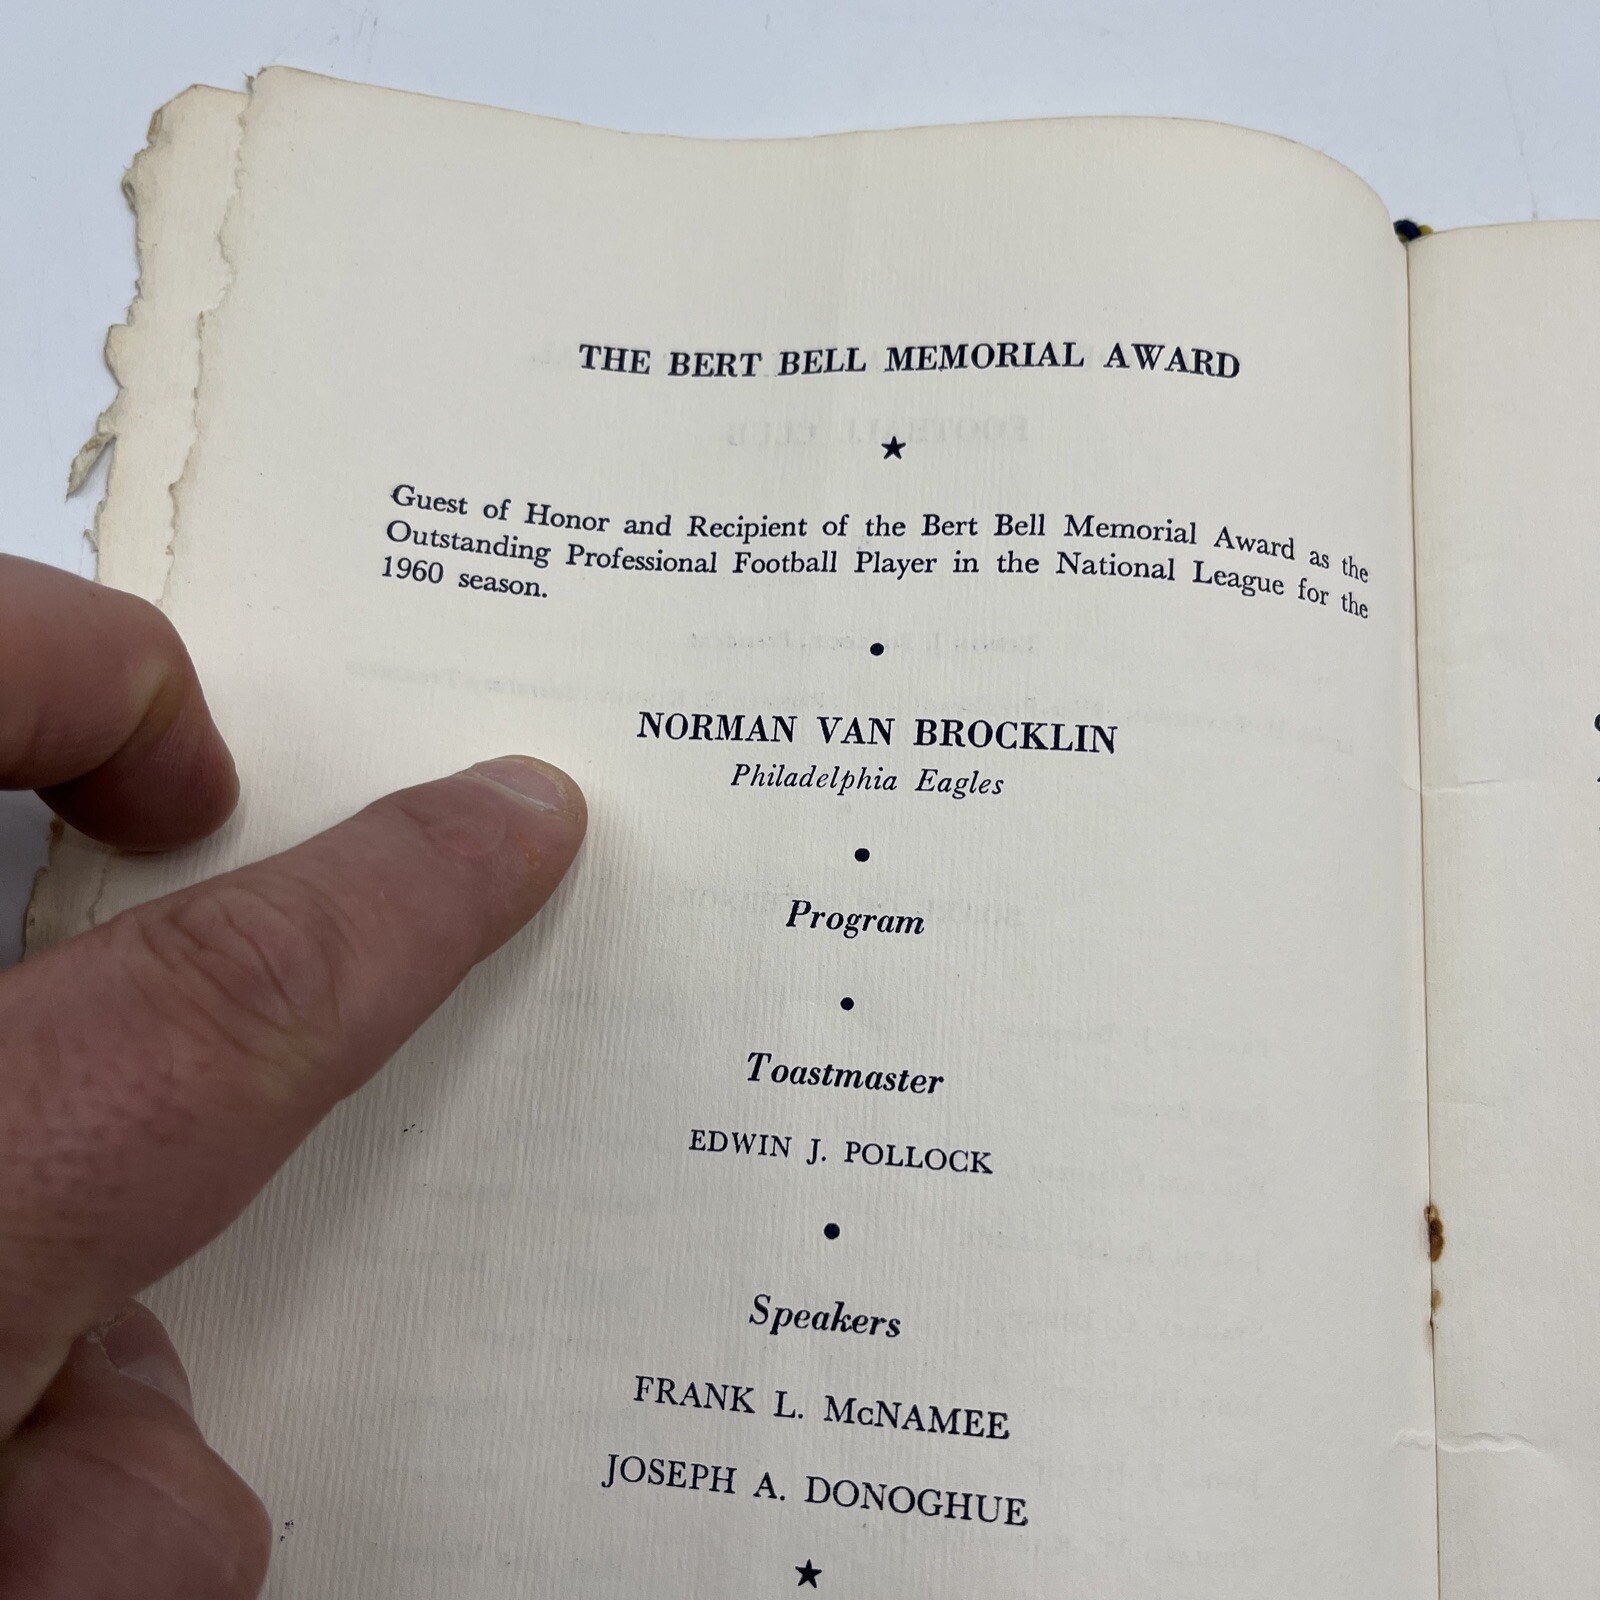 THE BERT BELL MEMORIAL AWARD
Guest of Honor and Recipient of the Bert Bell Memorial Award as the
Outstanding Professional Football Player in the National League for the
1960 season.
NORMAN VAN BROCKLIN
Philadelphia Eagles
Program
Toastmaster
EDWIN J. POLLOCK
Speakers
FRANK L. McNAMEE
JOSEPH A. DONOGHUE